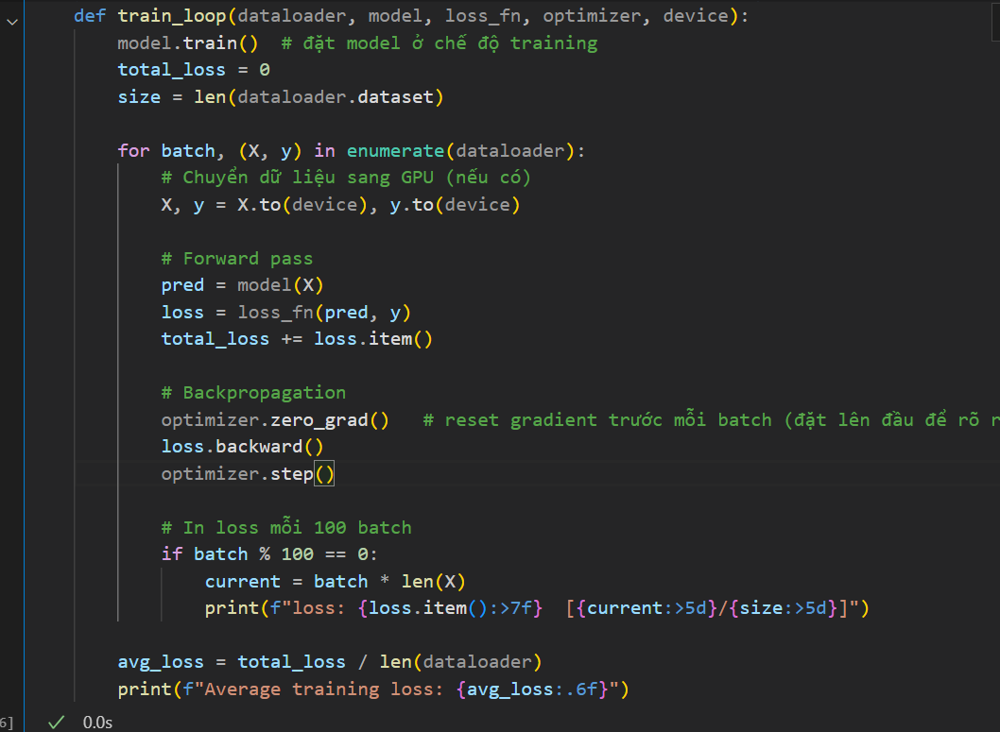 def train_loop(dataloader, model, loss_fn, optimizer, device):
    model.train()  # đặt model ở chế độ training
    total_loss = 0
    size = len(dataloader.dataset)

    for batch, (X, y) in enumerate(dataloader):
        # Chuyển dữ liệu sang GPU (nếu có)
        X, y = X.to(device), y.to(device)

        # Forward pass
        pred = model(X)
        loss = loss_fn(pred, y)
        total_loss += loss.item()

        # Backpropagation
        optimizer.zero_grad()   # reset gradient trước mỗi batch (đặt lên đầu để rõ
        loss.backward()
        optimizer.step()

        # In loss mỗi 100 batch
        if batch % 100 == 0:
            current = batch * len(X)
            print(f"loss: {loss.item():>7f}  [{current:>5d}/{size:>5d}]")

    avg_loss = total_loss / len(dataloader)
    print(f"Average training loss: {avg_loss:.6f}")
6] ✓ 0.0s